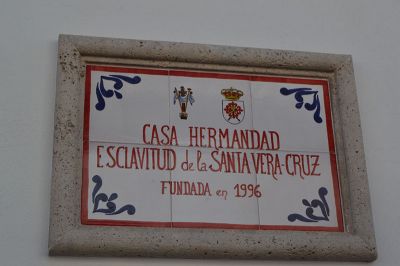 CASA HERMANDAD
ESCLAVITUD de la SANTA VERA-CRUZ
FUNDADA en 1996